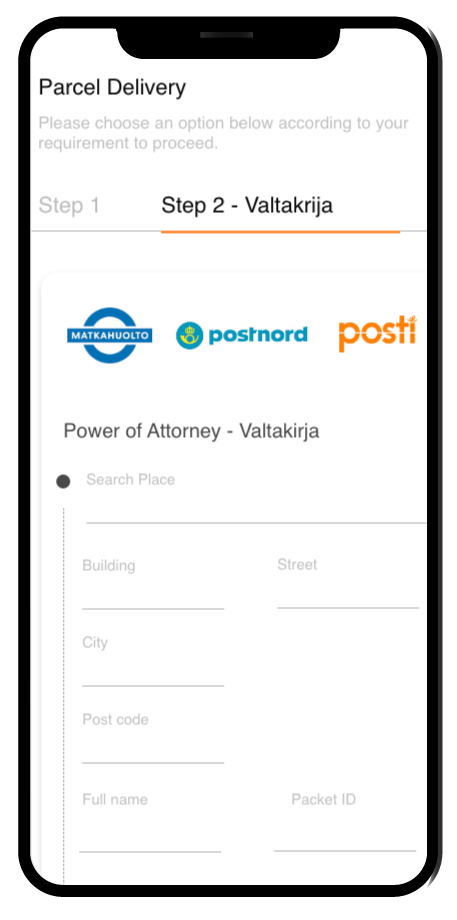 Parcel Delivery
Please choose an option below according to your
requirement to proceed.
Step 1 Step 2 - Valtakrija
MATKAHUOLTO postnord posti
Power of Attorney - Valtakirja
Search Place
Building Street
City
Post code
Full name Packet ID